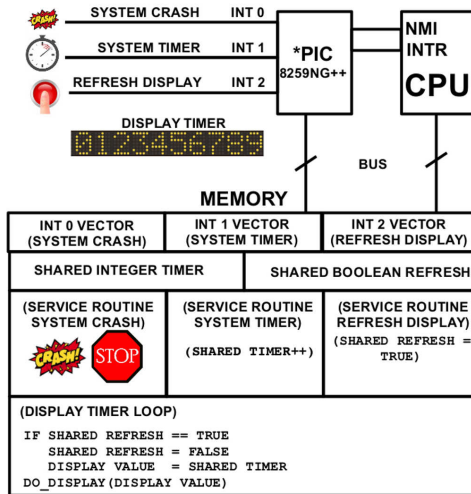 SYSTEM CRASH INT 0
SYSTEM TIMER INT 1
REFRESH DISPLAY INT 2
*PIC
8259NG++
NMI
INTR
CPU
DISPLAY TIMER
0123456789
BUS
MEMORY
INT 0 VECTOR
(SYSTEM CRASH)
INT 1 VECTOR
(SYSTEM TIMER)
INT 2 VECTOR
(REFRESH DISPLAY)
SHARED INTEGER TIMER
SHARED BOOLEAN REFRESH
(SERVICE ROUTINE
SYSTEM CRASH)
CRASH!
STOP
(SERVICE ROUTINE
SYSTEM TIMER)
(SHARED TIMER++)
(SERVICE ROUTINE
REFRESH DISPLAY)
(SHARED REFRESH =
TRUE)
(DISPLAY TIMER LOOP)
IF SHARED REFRESH == TRUE
SHARED REFRESH = FALSE
DISPLAY VALUE = SHARED TIMER
DO_DISPLAY(DISPLAY VALUE)